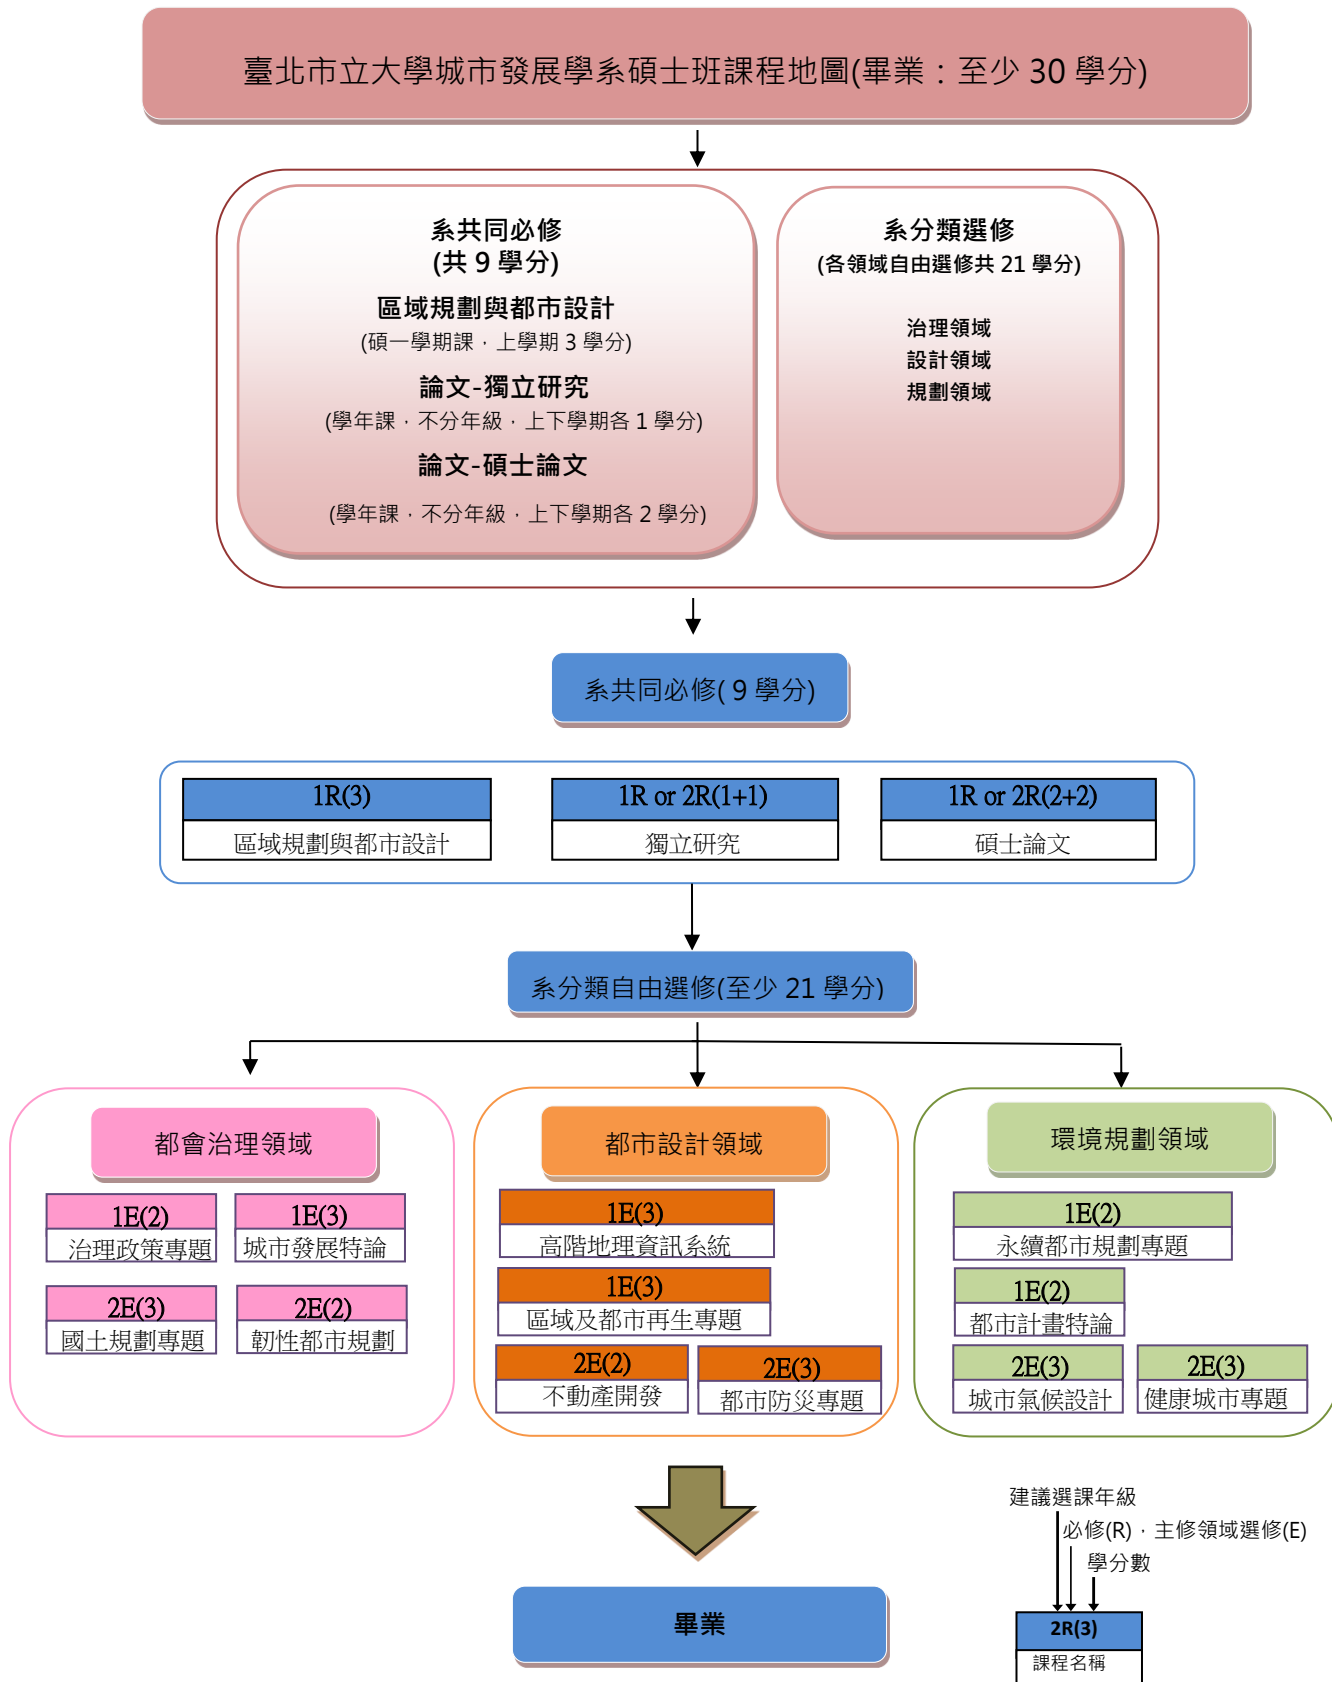 臺北市立大學城市發展學系碩士班課程地圖(畢業：至少 30 學分)
系共同必修
(共 9 學分)
區域規劃與都市設計
(碩一學期課，上學期 3 學分)
論文-獨立研究
(學年課，不分年級，上下學期各 1 學分)
論文-碩士論文
(學年課，不分年級，上下學期各 2 學分)
系分類選修
(各領域自由選修共 21 學分)
治理領域
設計領域
規劃領域
系共同必修( 9 學分)
1R(3)
區域規劃與都市設計
1R or 2R(1+1)
獨立研究
1R or 2R(2+2)
碩士論文
系分類自由選修(至少 21 學分)
都會治理領域
1E(2)
治理政策專題
1E(3)
城市發展特論
2E(3)
國土規劃專題
2E(2)
韌性都市規劃
都市設計領域
1E(3)
高階地理資訊系統
1E(3)
區域及都市再生專題
2E(2)
不動產開發
2E(3)
都市防災專題
環境規劃領域
1E(2)
永續都市規劃專題
1E(2)
都市計畫特論
2E(3)
城市氣候設計
2E(3)
健康城市專題
畢業
建議選課年級
必修(R)，主修領域選修(E)
學分數
2R(3)
課程名稱